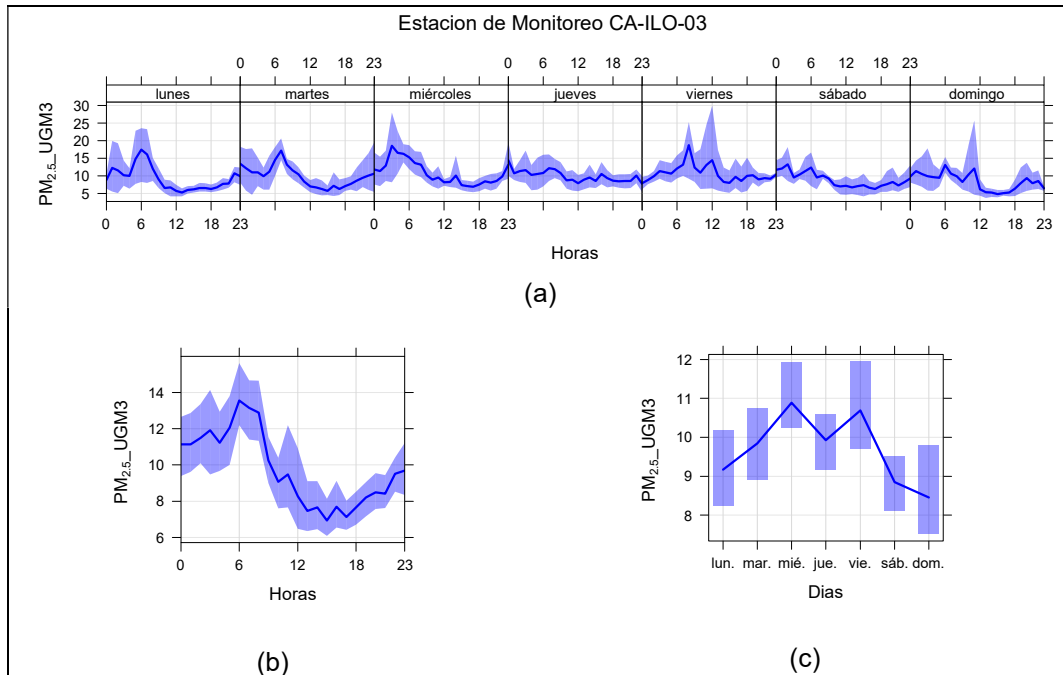 Estacion de Monitoreo CA-ILO-03
0 6 12 18 23 0 6 12 18 23 0 6 12 18 23
lunes martes miércoles jueves viernes sábado domingo
PM2.5_UGM3
30
20
15
10
5
0 6 12 18 23 0 6 12 18 23 0 6 12 18 23 0 6 12 18 23
Horas
(a)
PM2.5_UGM3
14
12
10
8
6
0 6 12 23
Horas
(b)
PM2.5_UGM3
12
11
10
9
8
lun. mar. mié. jue. vie. sáb. dom.
Dias
(c)